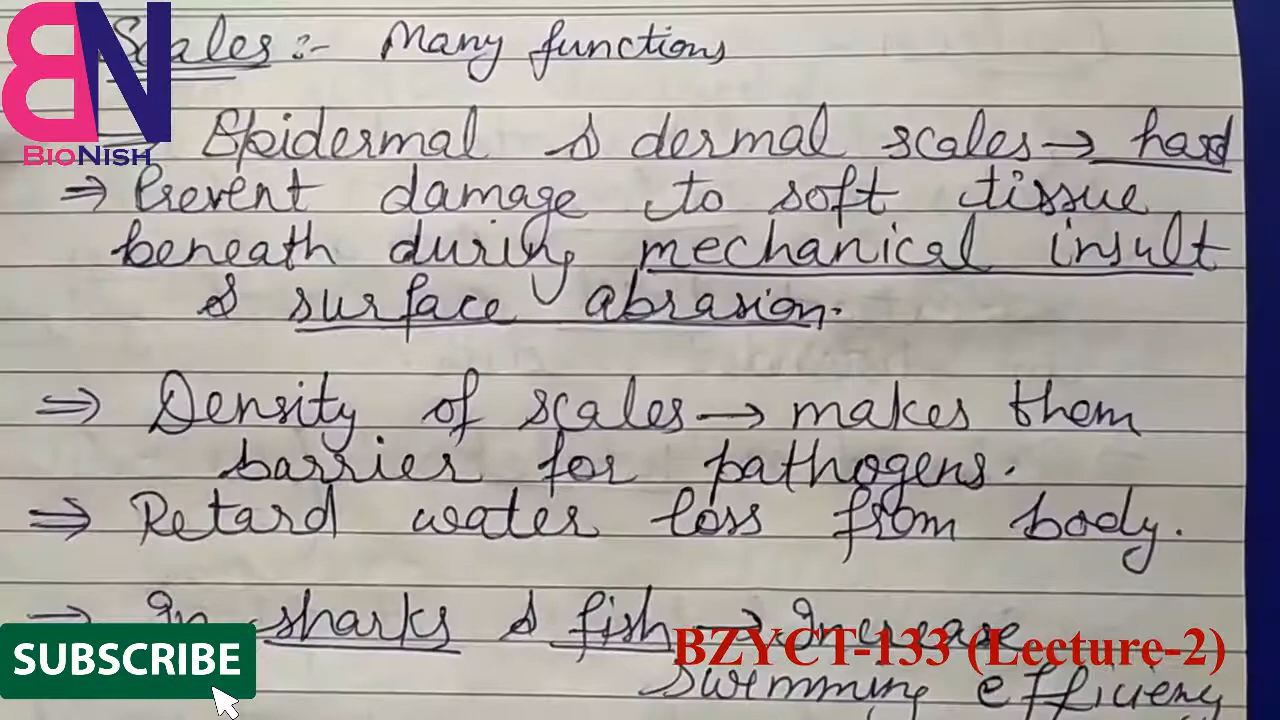 Scales :- Many functions
BN
BIONISH
Epidermal & dermal scales → hard
⇒ Prevent damage to soft tissue
beneath during mechanical insult
& surface abrasion.
⇒ Density of scales → makes them
barrier for pathogens.
⇒ Retard water loss from body.
→ In sharks & fish → Increase
swimming efficiency
SUBSCRIBE
BZYCT-133 (Lecture-2)